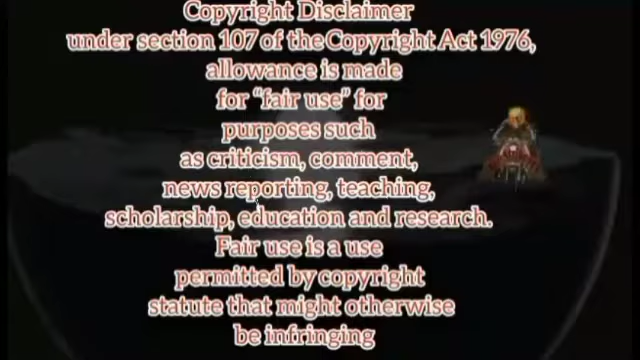 Copyright Disclaimer
under section 107 of the Copyright Act 1976,
allowance is made
for "fair use" for
purposes such
as criticism, comment,
news reporting, teaching,
scholarship, education and research.
Fair use is a use
permitted by copyright
statute that might otherwise
be infringing